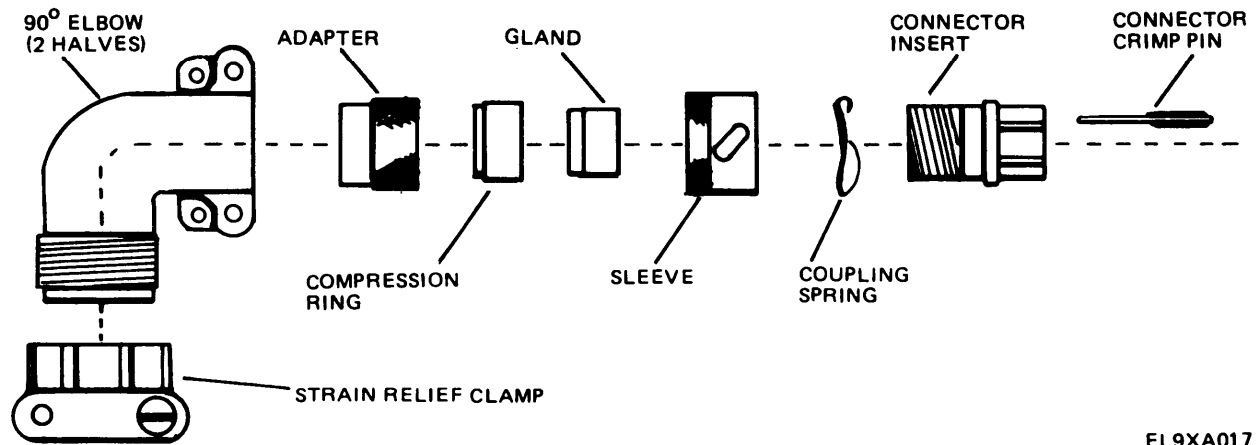 90° ELBOW
(2 HALVES)
ADAPTER
GLAND
CONNECTOR
INSERT
CONNECTOR
CRIMP PIN
COMPRESSION
RING
SLEEVE
COUPLING
SPRING
STRAIN RELIEF CLAMP
EL9XA017